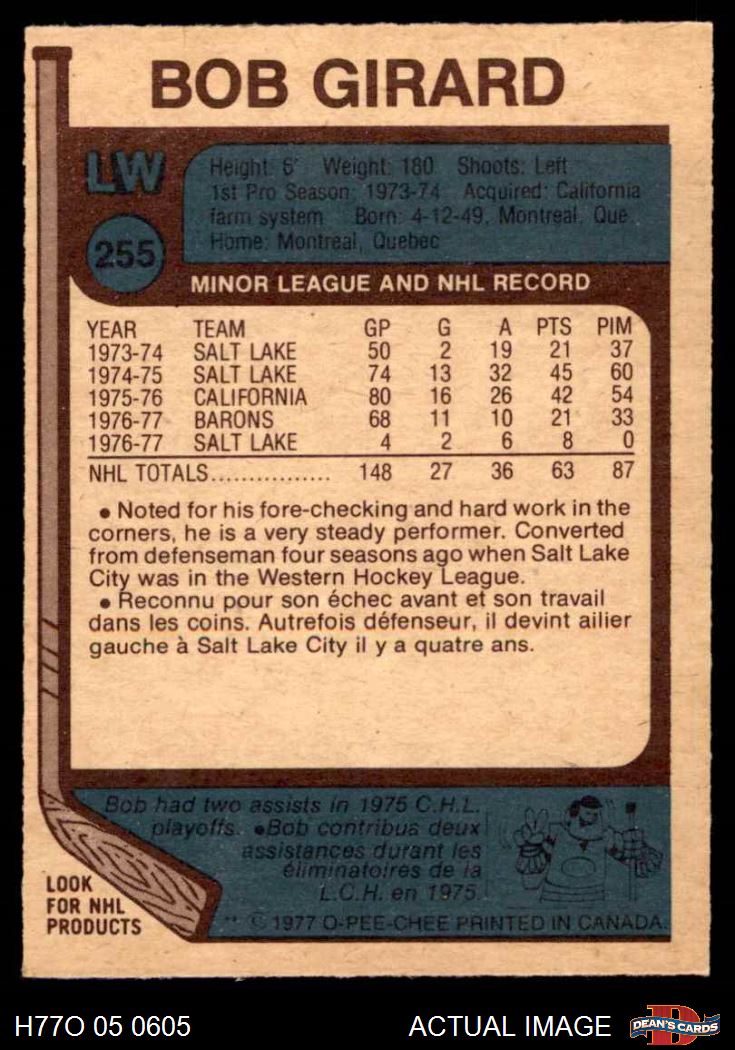 BOB GIRARD
LW
Height: 6' Weight: 180 Shoots: Left
1st Pro Season: 1973-74 Acquired: California
farm system Born: 4-12-49, Montreal, Que.
Home: Montreal, Quebec
255
MINOR LEAGUE AND NHL RECORD
YEAR TEAM GP G A PTS PIM
1973-74 SALT LAKE 50 2 19 21 37
1974-75 SALT LAKE 74 13 32 45 60
1975-76 CALIFORNIA 80 16 26 42 54
1976-77 BARONS 68 11 10 21 33
1976-77 SALT LAKE 4 2 6 8 0
NHL TOTALS................ 148 27 36 63 87
• Noted for his fore-checking and hard work in the
corners, he is a very steady performer. Converted
from defenseman four seasons ago when Salt Lake
City was in the Western Hockey League.
• Reconnu pour son échec avant et son travail
dans les coins. Autrefois défenseur, il devint ailier
gauche à Salt Lake City il y a quatre ans.
Bob had two assists in 1975 C.H.L.
playoffs. •Bob contribua deux
assistances durant les
éliminatoires de la
L.C.H. en 1975.
LOOK
FOR NHL
PRODUCTS
** © 1977 O-PEE-CHEE PRINTED IN CANADA.
H77O 05 0605
ACTUAL IMAGE
DEAN'S CARDS